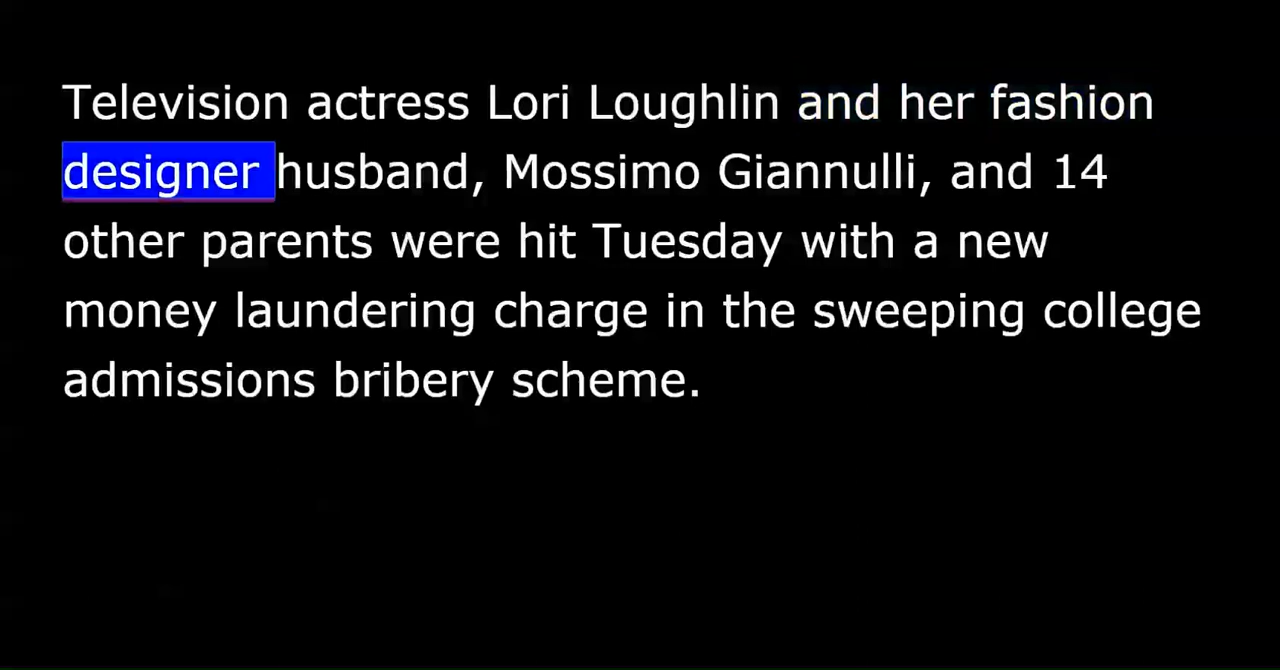 Television actress Lori Loughlin and her fashion
designer husband, Mossimo Giannulli, and 14
other parents were hit Tuesday with a new
money laundering charge in the sweeping college
admissions bribery scheme.